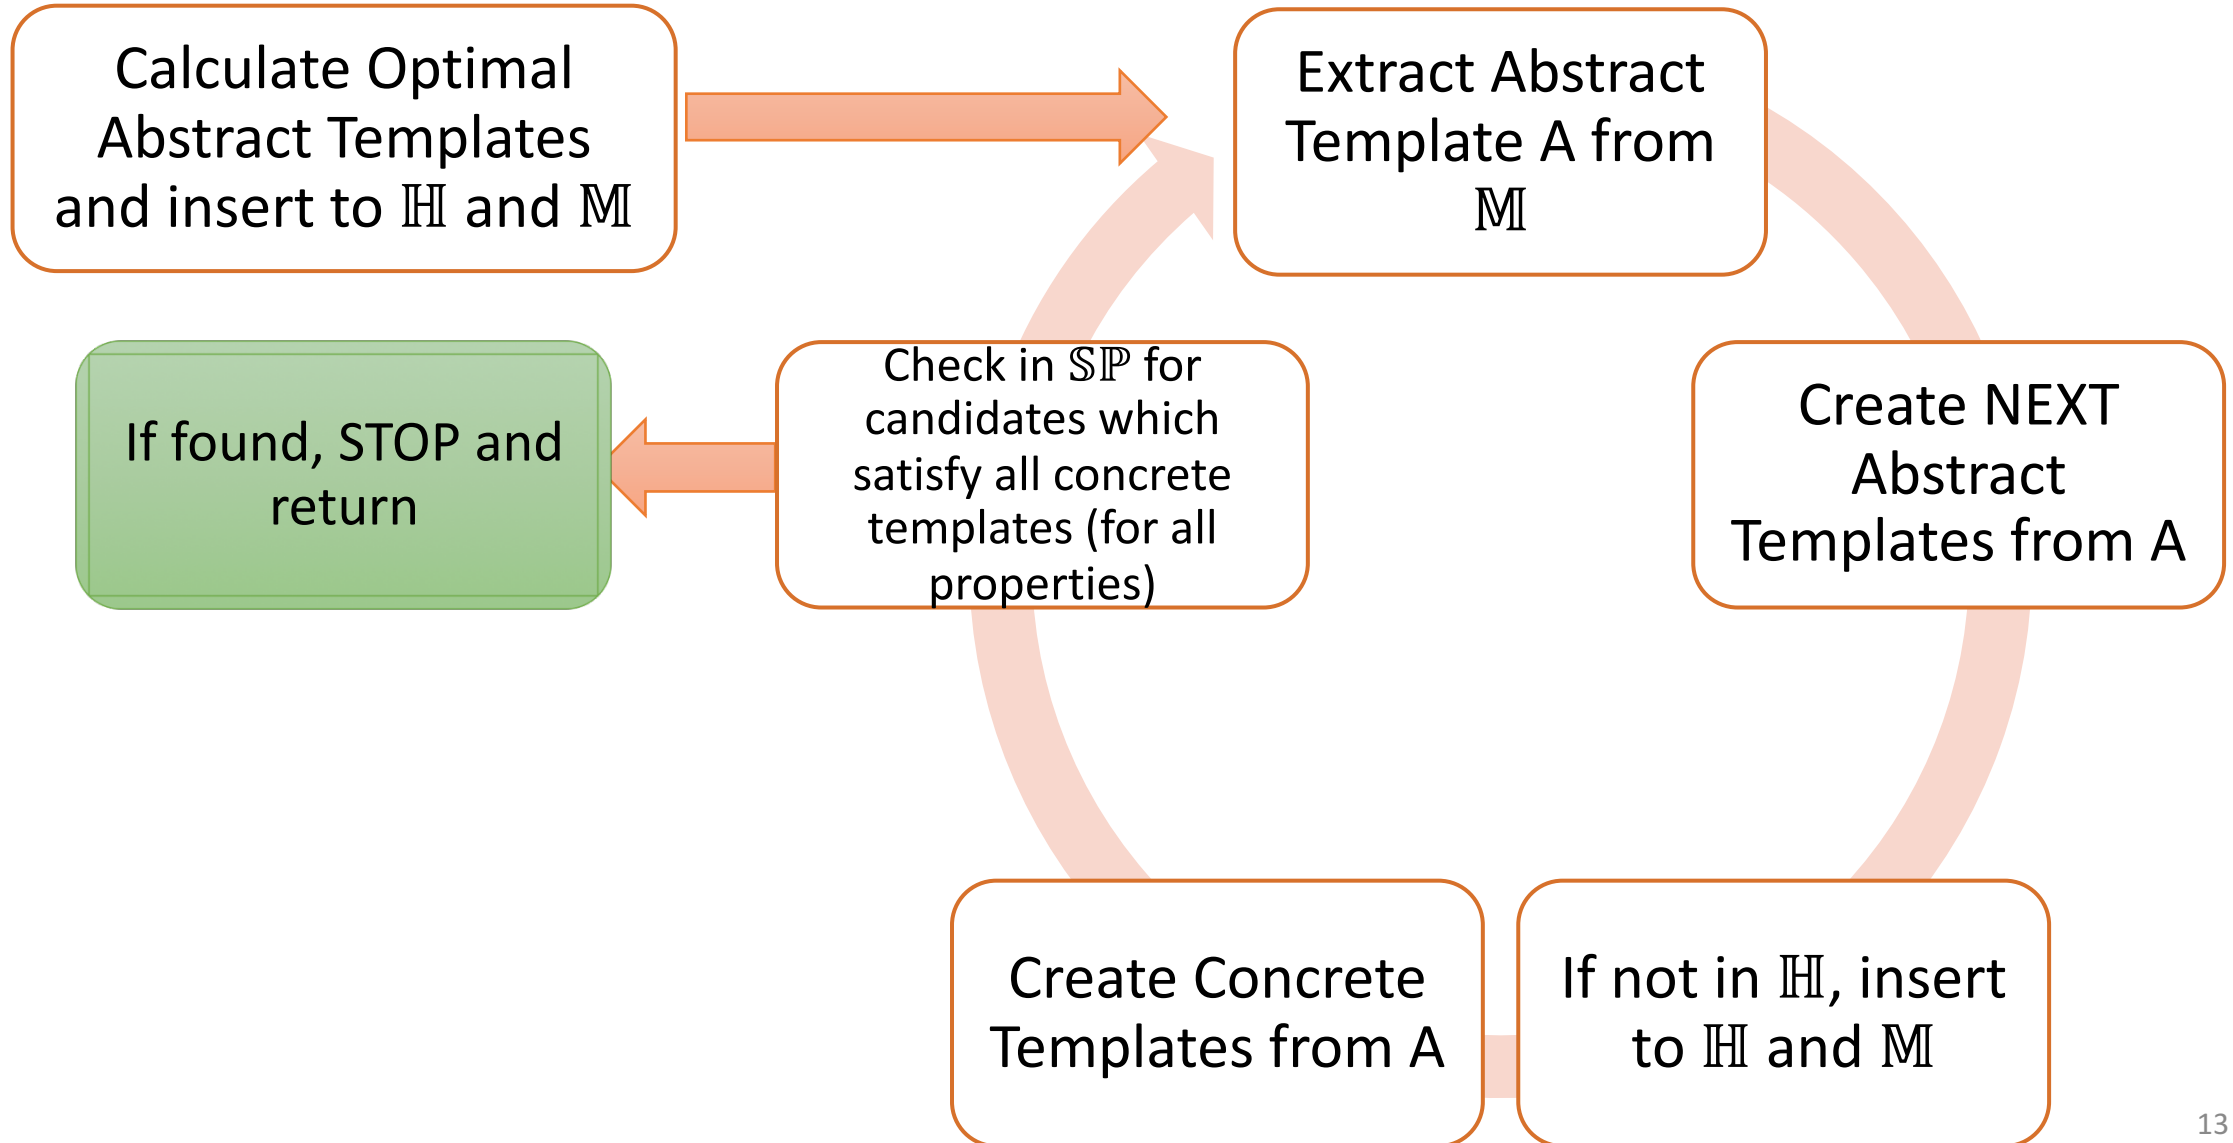 Calculate Optimal
Abstract Templates
and insert to ℍ and 𝕄
Extract Abstract
Template A from
𝕄
Create NEXT
Abstract
Templates from A
If not in ℍ, insert
to ℍ and 𝕄
Create Concrete
Templates from A
Check in 𝕊ℙ for
candidates which
satisfy all concrete
templates (for all
properties)
If found, STOP and
return
13